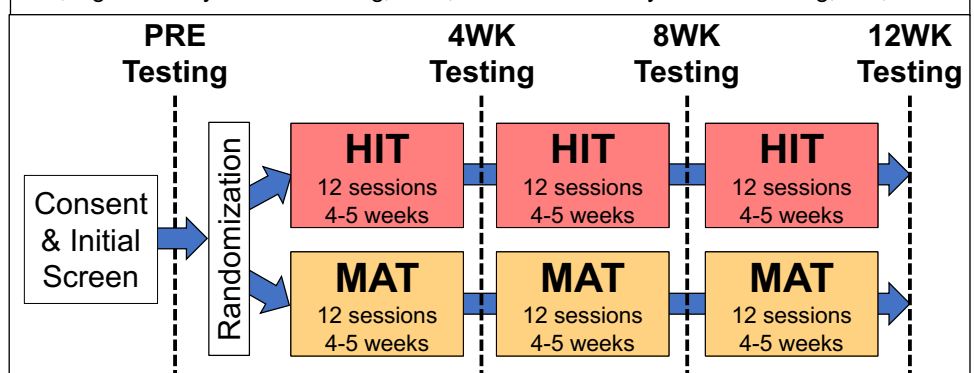 PRE
Testing
4WK
Testing
8WK
Testing
12WK
Testing
Consent
& Initial
Screen
Randomization
HIT
12 sessions
4-5 weeks
HIT
12 sessions
4-5 weeks
HIT
12 sessions
4-5 weeks
MAT
12 sessions
4-5 weeks
MAT
12 sessions
4-5 weeks
MAT
12 sessions
4-5 weeks